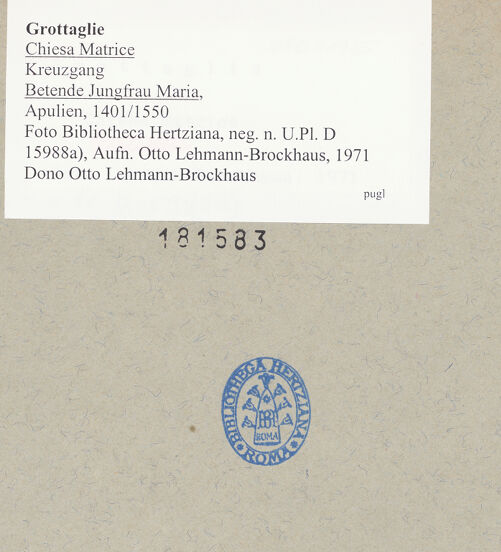 Grottaglie
Chiesa Matrice
Kreuzgang
Betende Jungfrau Maria,
Apulien, 1401/1550
Foto Bibliotheca Hertziana, neg. n. U.Pl. D
15988a), Aufn. Otto Lehmann-Brockhaus, 1971
Dono Otto Lehmann-Brockhaus
pugl
181583
BIBLIOTHECA HERTZIANA
ROMA
ROMA